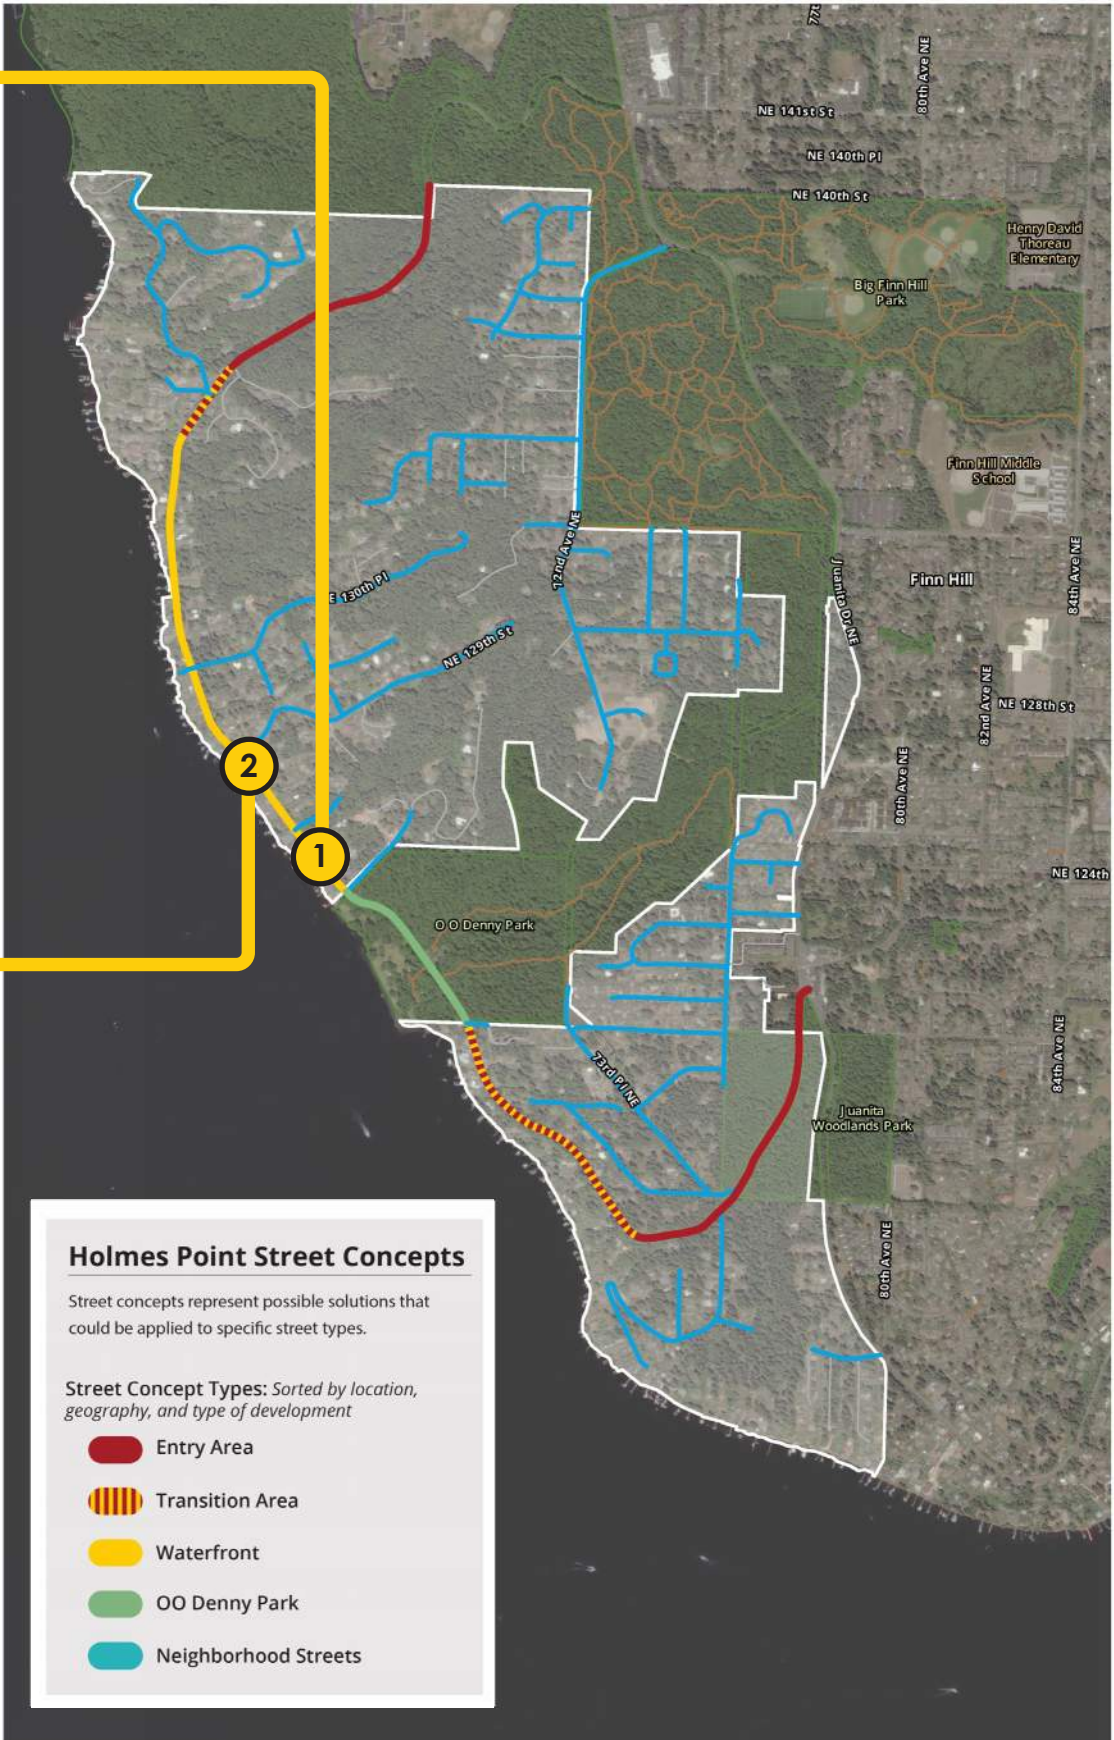 77t
80th Ave NE
NE 141st St
NE 140th Pl
NE 140th St
Henry David
Thoreau
Elementary
Big Finn Hill
Park
Finn Hill Middle
School
72nd Ave NE
Juanita Dr NE
Finn Hill
84th Ave NE
E 130th Pl
NE 129th St
82nd Ave NE
NE 128th St
2
80th Ave NE
1
NE 124th
O O Denny Park
84th Ave NE
73rd Pl NE
Juanita
Woodlands Park
80th Ave NE
Holmes Point Street Concepts
Street concepts represent possible solutions that
could be applied to specific street types.
Street Concept Types: Sorted by location,
geography, and type of development
Entry Area
Transition Area
Waterfront
OO Denny Park
Neighborhood Streets